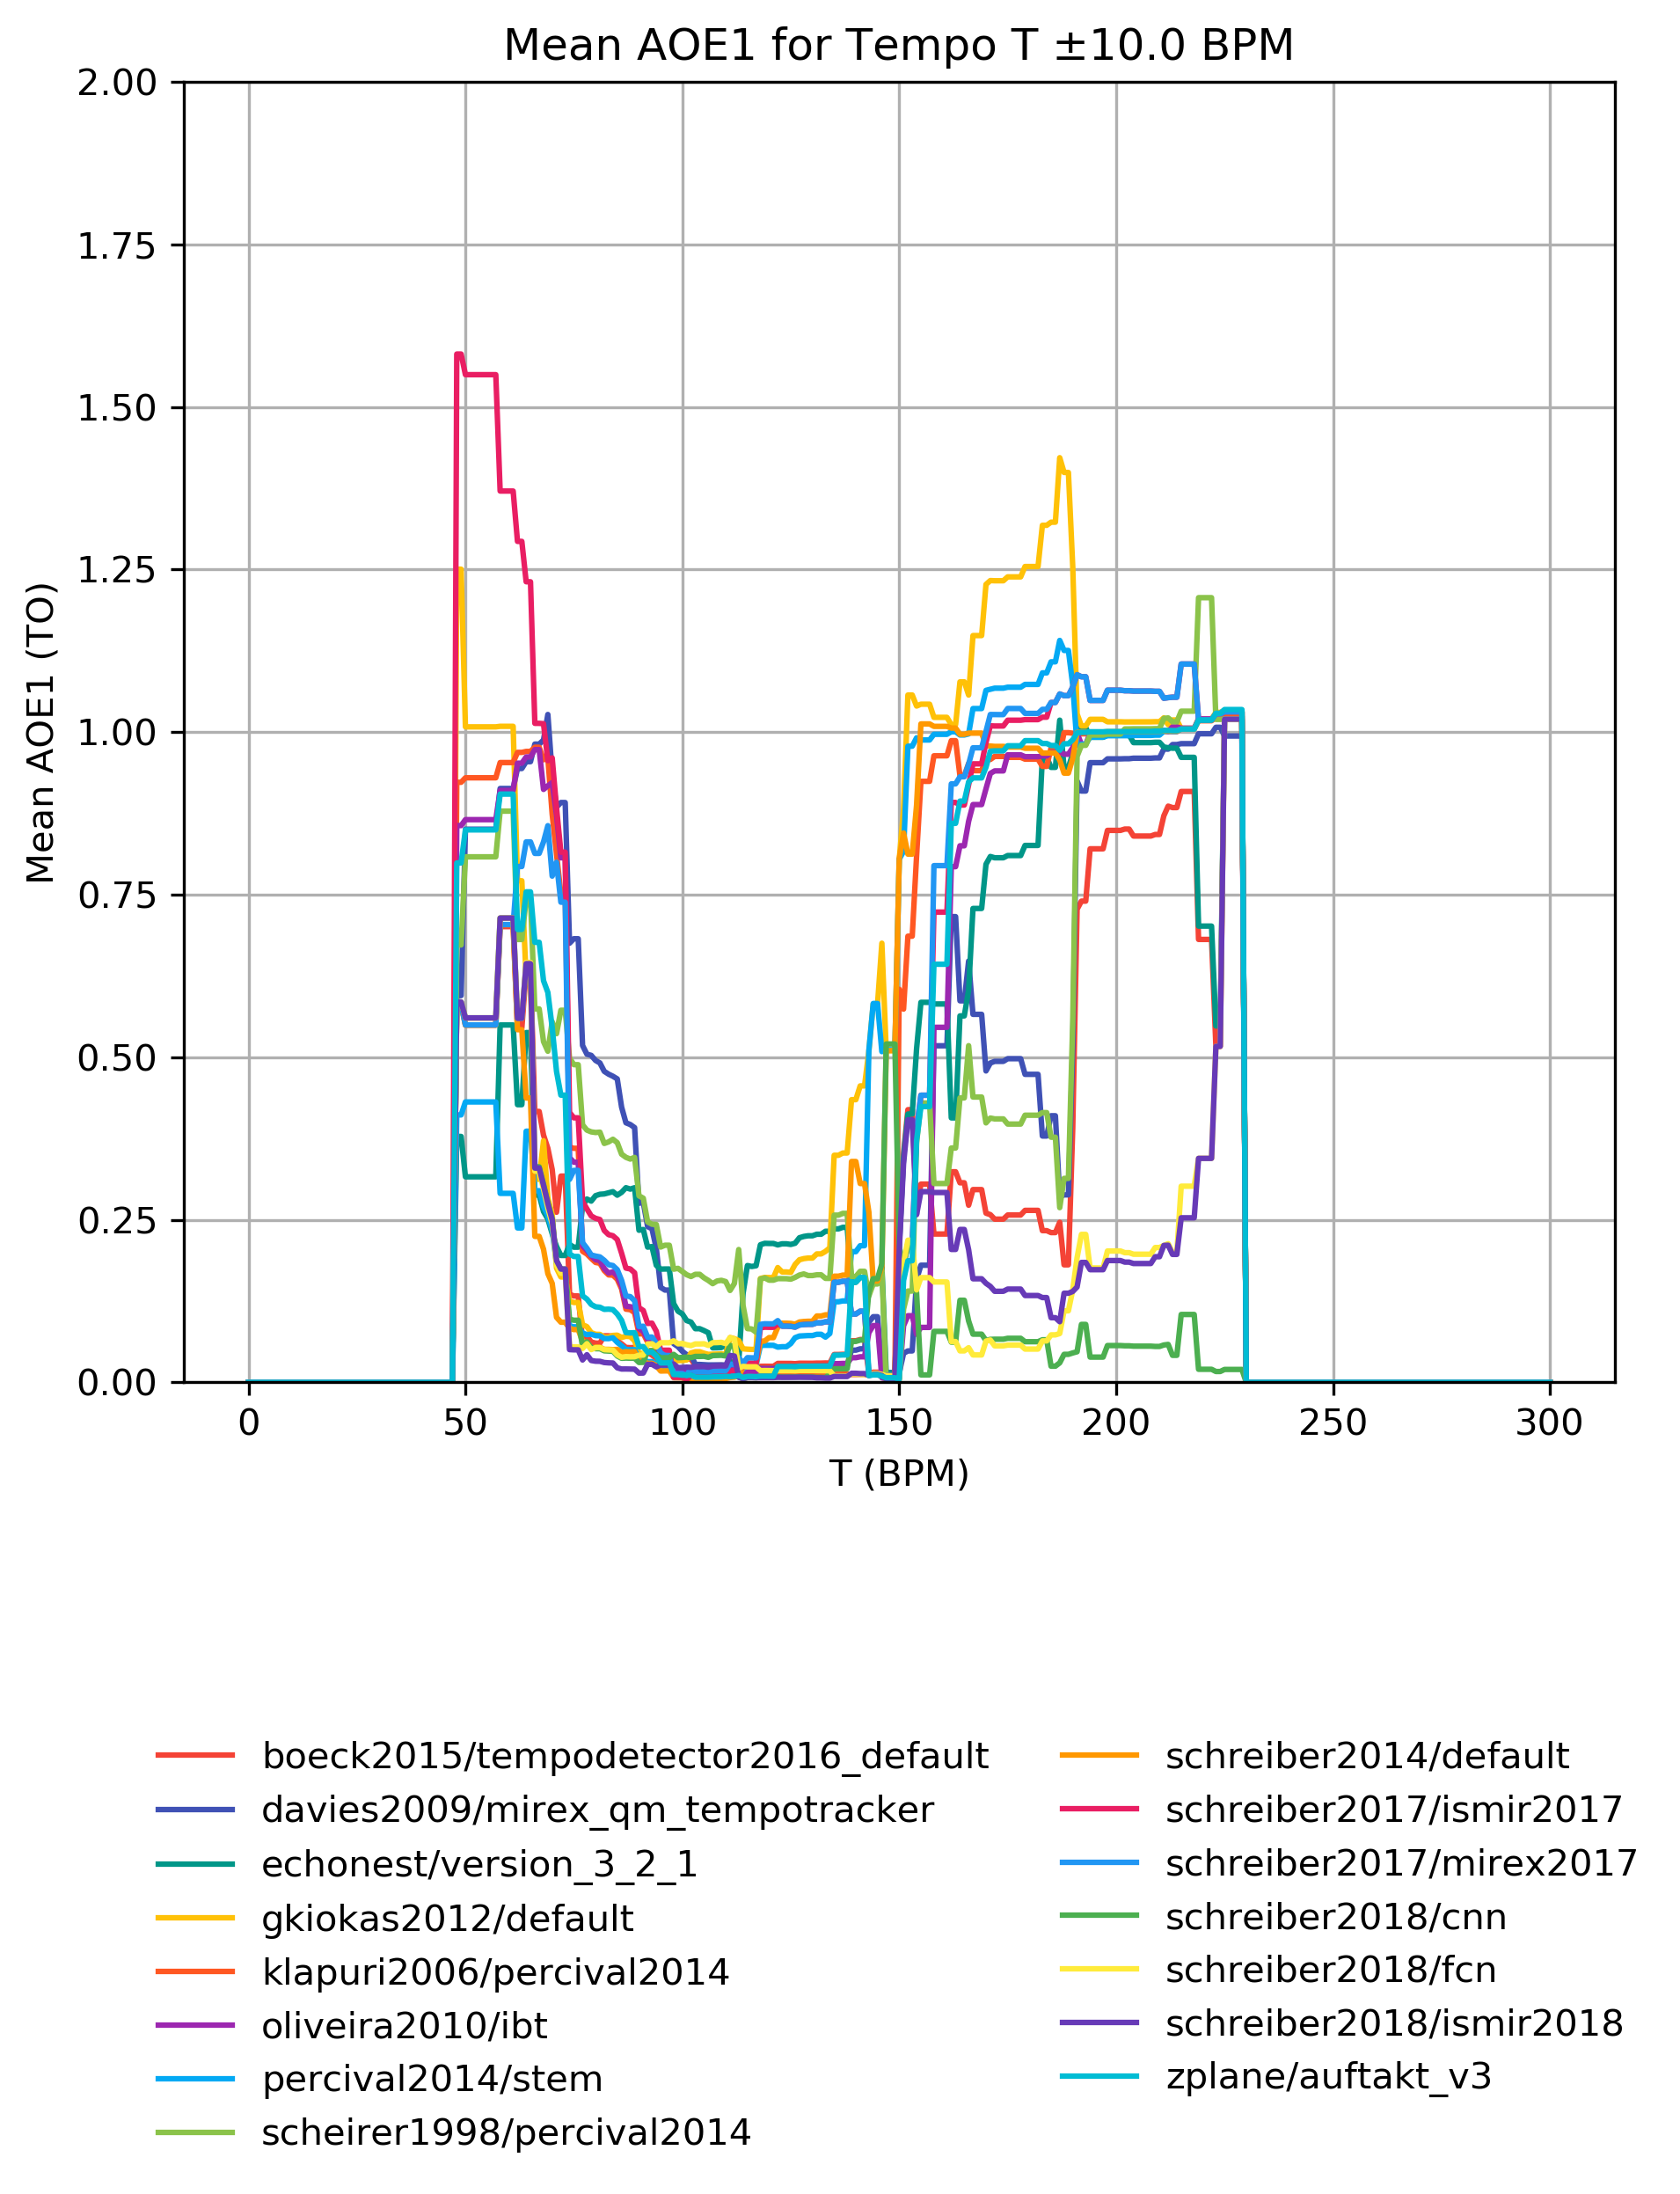 Mean AOE1 for Tempo T ±10.0 BPM
2.00
1.75
1.50
1.25
1.00
0.75
0.50
0.25
0.00
Mean AOE1 (TO)
0 50 100 150 200 250 300
T (BPM)
boeck2015/tempodetector2016_default
davies2009/mirex_qm_tempotracker
echonest/version_3_2_1
gkiokas2012/default
klapuri2006/percival2014
oliveira2010/ibt
percival2014/stem
scheirer1998/percival2014
schreiber2014/default
schreiber2017/ismir2017
schreiber2017/mirex2017
schreiber2018/cnn
schreiber2018/fcn
schreiber2018/ismir2018
zplane/auftakt_v3